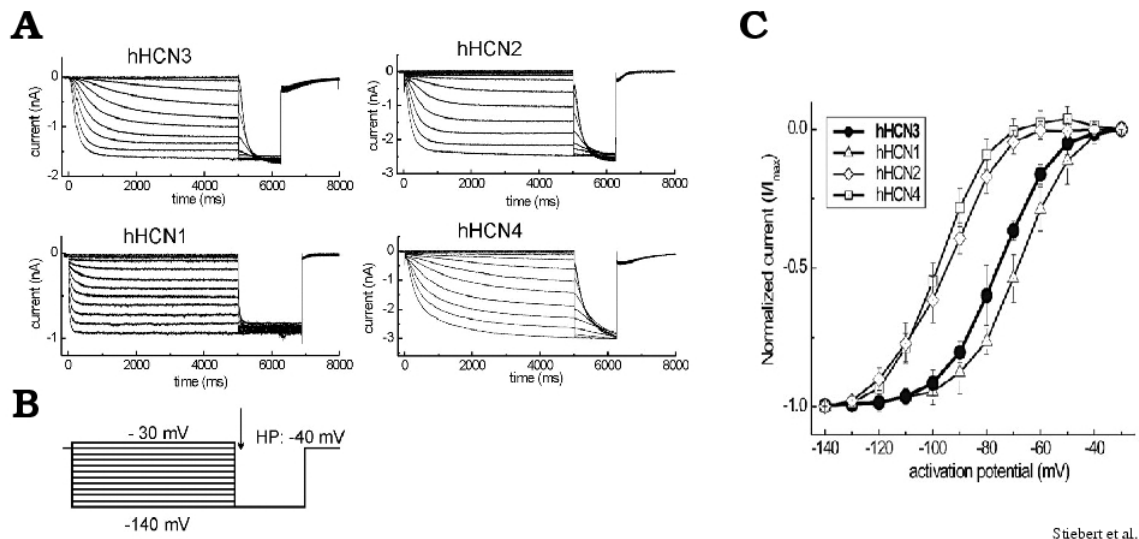 A
C
hHCN3
hHCN2
0
-1
-2
current (nA)
0 2000 4000 6000 8000
time (ms)
0
-1
-2
-3
current (nA)
0 2000 4000 6000 8000
time (ms)
hHCN1
hHCN4
0
-1
current (nA)
0 2000 4000 6000 8000
time (ms)
0
-1
-2
-3
current (nA)
0 2000 4000 6000 8000
time (ms)
B
- 30 mV
HP: -40 mV
-140 mV
hHCN3
hHCN1
hHCN2
hHCN4
0.0
-0.5
-1.0
Normalized current (I/Imax)
-140 -120 -100 -80 -60 -40
activation potential (mV)
Stiebert et al.